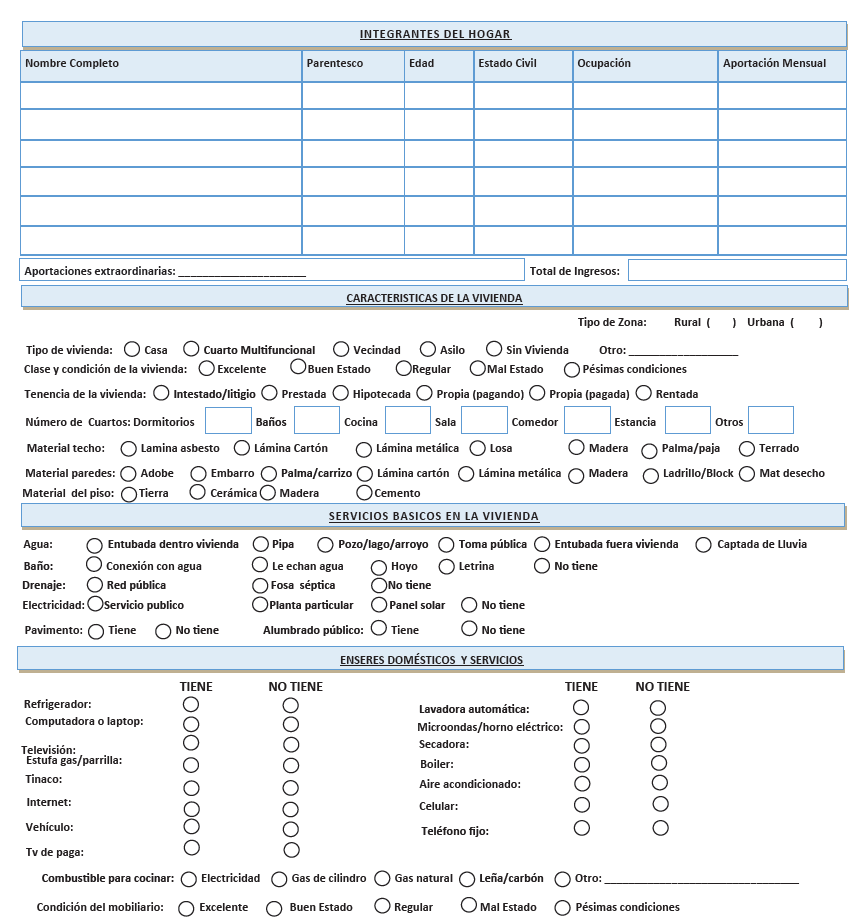 INTEGRANTES DEL HOGAR
Nombre Completo Parentesco Edad Estado Civil Ocupación Aportación Mensual
Aportaciones extraordinarias: _____________________ Total de Ingresos:
CARACTERISTICAS DE LA VIVIENDA
Tipo de Zona: Rural ( ) Urbana ( )
Tipo de vivienda: Casa Cuarto Multifuncional Vecindad Asilo Sin Vivienda Otro: __________________
Clase y condición de la vivienda: Excelente Buen Estado Regular Mal Estado Pésimas condiciones
Tenencia de la vivienda: Intestado/litigio Prestada Hipotecada Propia (pagando) Propia (pagada) Rentada
Número de Cuartos: Dormitorios Baños Cocina Sala Comedor Estancia Otros
Material techo: Lamina asbesto Lámina Cartón Lámina metálica Losa Madera Palma/paja Terrado
Material paredes: Adobe Embarro Palma/carrizo Lámina cartón Lámina metálica Madera Ladrillo/Block Mat desecho
Material del piso: Tierra Cerámica Madera Cemento
SERVICIOS BASICOS EN LA VIVIENDA
Agua: Entubada dentro vivienda Pipa Pozo/lago/arroyo Toma pública Entubada fuera vivienda Captada de Lluvia
Baño: Conexión con agua Le echan agua Hoyo Letrina No tiene
Drenaje: Red pública Fosa séptica No tiene
Electricidad: Servicio publico Planta particular Panel solar No tiene
Pavimento: Tiene No tiene Alumbrado público: Tiene No tiene
ENSERES DOMÉSTICOS Y SERVICIOS
TIENE NO TIENE TIENE NO TIENE
Refrigerador: Lavadora automática:
Computadora o laptop: Microondas/horno eléctrico:
Televisión: Secadora:
Estufa gas/parrilla: Boiler:
Tinaco: Aire acondicionado:
Internet: Celular:
Vehículo: Teléfono fijo:
Tv de paga:
Combustible para cocinar: Electricidad Gas de cilindro Gas natural Leña/carbón Otro: ________________________________
Condición del mobiliario: Excelente Buen Estado Regular Mal Estado Pésimas condiciones